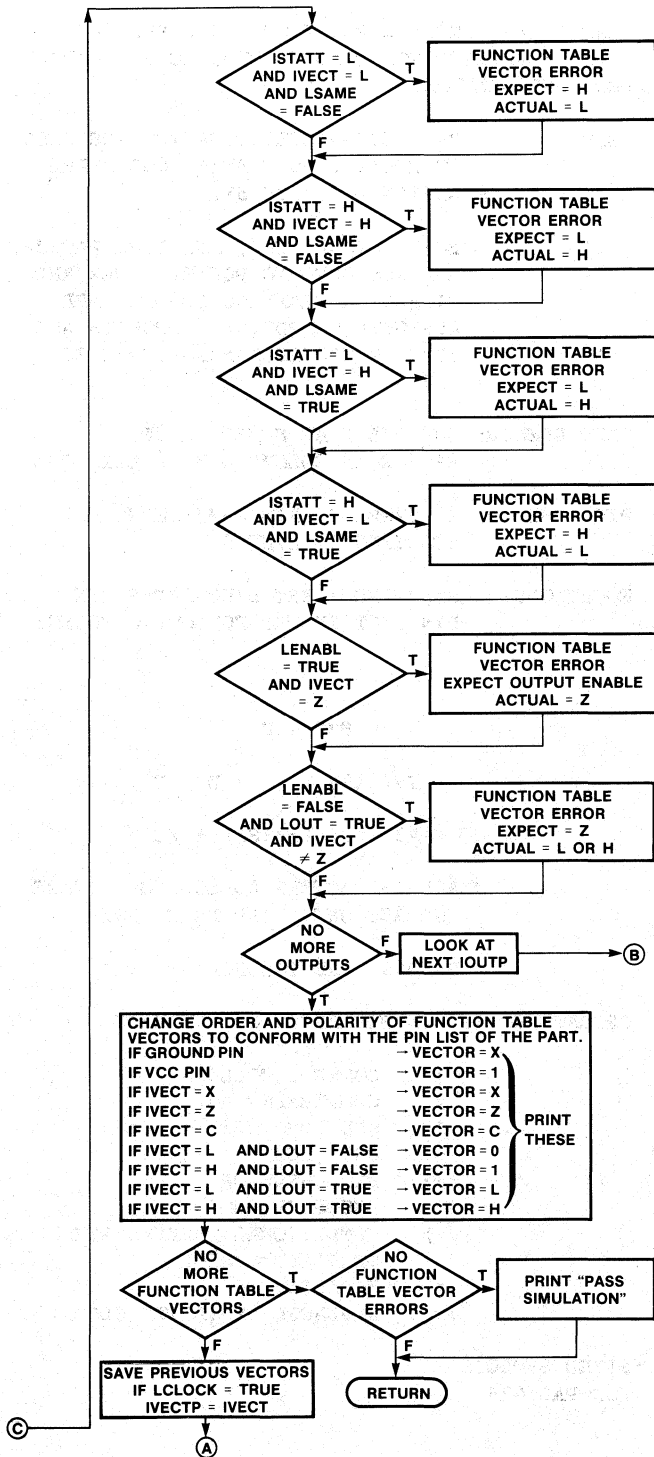 ISTATT = L
AND IVECT = L
AND LSAME
= FALSE
T
FUNCTION TABLE
VECTOR ERROR
EXPECT = H
ACTUAL = L
F
ISTATT = H
AND IVECT = H
AND LSAME
= FALSE
T
FUNCTION TABLE
VECTOR ERROR
EXPECT = L
ACTUAL = H
F
ISTATT = L
AND IVECT = H
AND LSAME
= TRUE
T
FUNCTION TABLE
VECTOR ERROR
EXPECT = L
ACTUAL = H
F
ISTATT = H
AND IVECT = L
AND LSAME
= TRUE
T
FUNCTION TABLE
VECTOR ERROR
EXPECT = H
ACTUAL = L
F
LENABL
= TRUE
AND IVECT
= Z
T
FUNCTION TABLE
VECTOR ERROR
EXPECT OUTPUT ENABLE
ACTUAL = Z
F
LENABL
= FALSE
AND LOUT = TRUE
AND IVECT
≠ Z
T
FUNCTION TABLE
VECTOR ERROR
EXPECT = Z
ACTUAL = L OR H
F
NO
MORE
OUTPUTS
F
LOOK AT
NEXT IOUTP
B
T
CHANGE ORDER AND POLARITY OF FUNCTION TABLE
VECTORS TO CONFORM WITH THE PIN LIST OF THE PART.
IF GROUND PIN → VECTOR = X
IF VCC PIN → VECTOR = 1
IF IVECT = X → VECTOR = X
IF IVECT = Z → VECTOR = Z
IF IVECT = C → VECTOR = C
IF IVECT = L AND LOUT = FALSE → VECTOR = 0
IF IVECT = H AND LOUT = FALSE → VECTOR = 1
IF IVECT = L AND LOUT = TRUE → VECTOR = L
IF IVECT = H AND LOUT = TRUE → VECTOR = H
PRINT
THESE
NO
MORE
FUNCTION TABLE
VECTORS
T
NO
FUNCTION
TABLE VECTOR
ERRORS
T
PRINT "PASS
SIMULATION"
F
F
SAVE PREVIOUS VECTORS
IF LCLOCK = TRUE
IVECTP = IVECT
RETURN
C
A